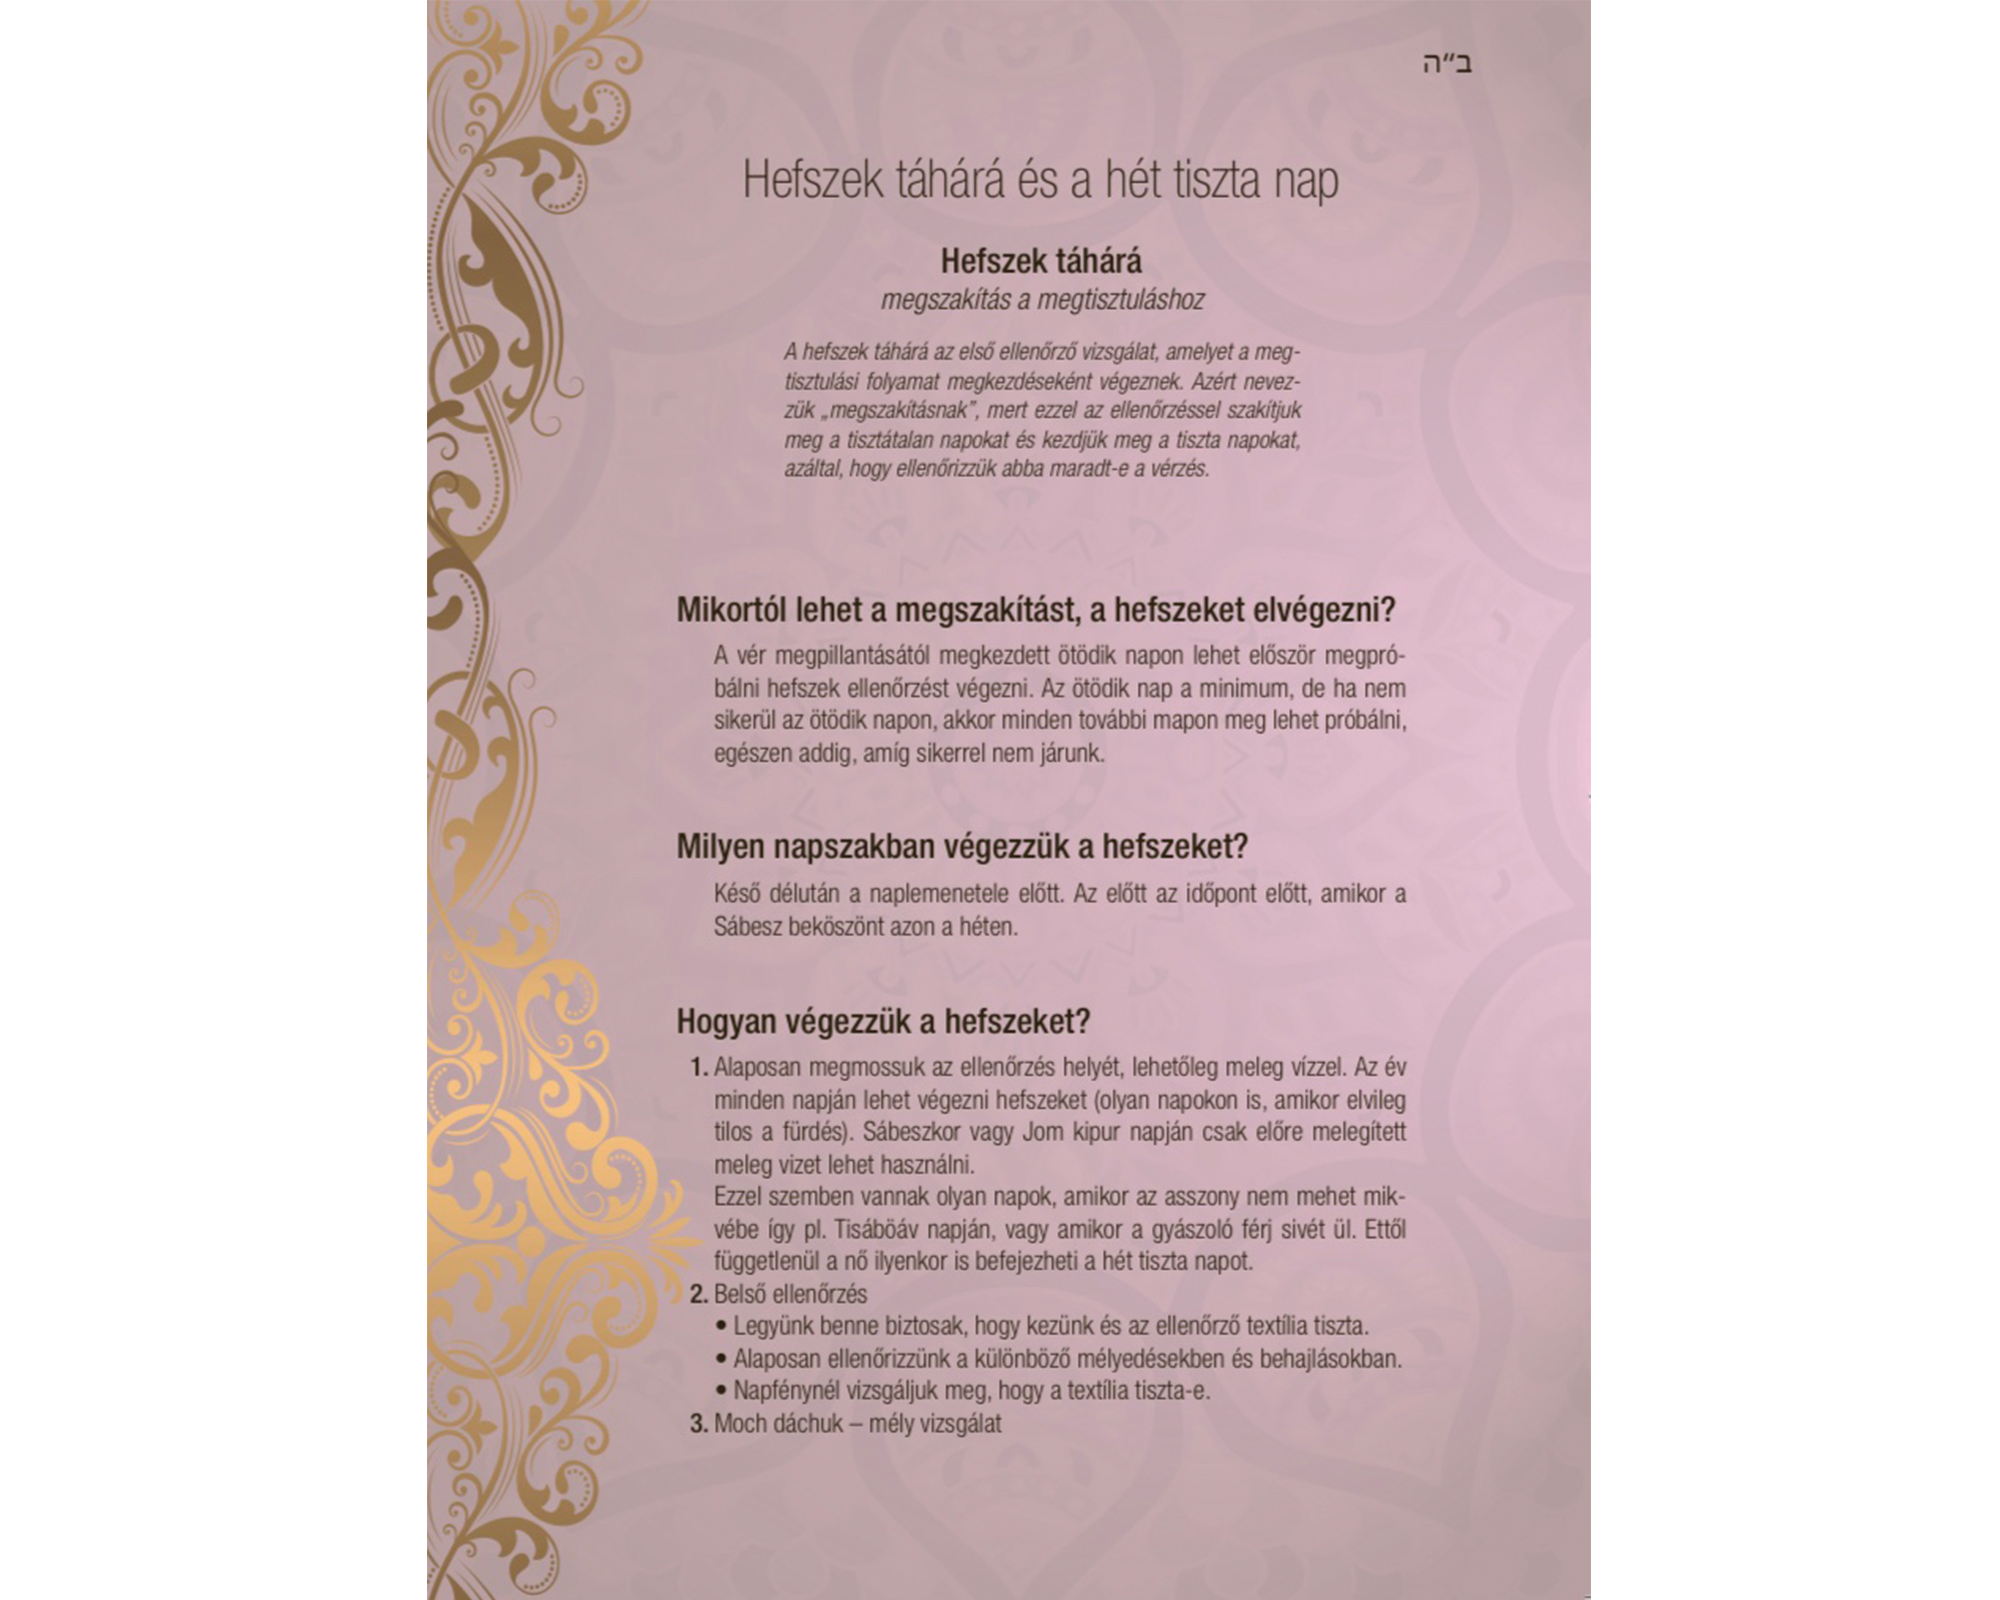 ב״ה
Hefszek táhárá és a hét tiszta nap
Hefszek táhárá
megszakítás a megtisztuláshoz
A hefszek táhárá az első ellenőrző vizsgálat, amelyet a meg-
tisztulási folyamat megkezdéseként végeznek. Azért nevez-
zük „megszakításnak”, mert ezzel az ellenőrzéssel szakítjuk
meg a tisztátalan napokat és kezdjük meg a tiszta napokat,
azáltal, hogy ellenőrizzük abba maradt-e a vérzés.
Mikortól lehet a megszakítást, a hefszeket elvégezni?
A vér megpillantásától megkezdett ötödik napon lehet először megpró-
bálni hefszek ellenőrzést végezni. Az ötödik nap a minimum, de ha nem
sikerül az ötödik napon, akkor minden további mapon meg lehet próbálni,
egészen addig, amíg sikerrel nem járunk.
Milyen napszakban végezzük a hefszeket?
Késő délután a naplemenetele előtt. Az előtt az időpont előtt, amikor a
Sábesz beköszönt azon a héten.
Hogyan végezzük a hefszeket?
1. Alaposan megmossuk az ellenőrzés helyét, lehetőleg meleg vízzel. Az év
minden napján lehet végezni hefszeket (olyan napokon is, amikor elvileg
tilos a fürdés). Sábeszkor vagy Jom kipur napján csak előre melegített
meleg vizet lehet használni.
Ezzel szemben vannak olyan napok, amikor az asszony nem mehet mik-
vébe így pl. Tisáböáv napján, vagy amikor a gyászoló férj sivét ül. Ettől
függetlenül a nő ilyenkor is befejezheti a hét tiszta napot.
2. Belső ellenőrzés
• Legyünk benne biztosak, hogy kezünk és az ellenőrző textília tiszta.
• Alaposan ellenőrizzünk a különböző mélyedésekben és behajlásokban.
• Napfénynél vizsgáljuk meg, hogy a textília tiszta-e.
3. Moch dáchuk – mély vizsgálat